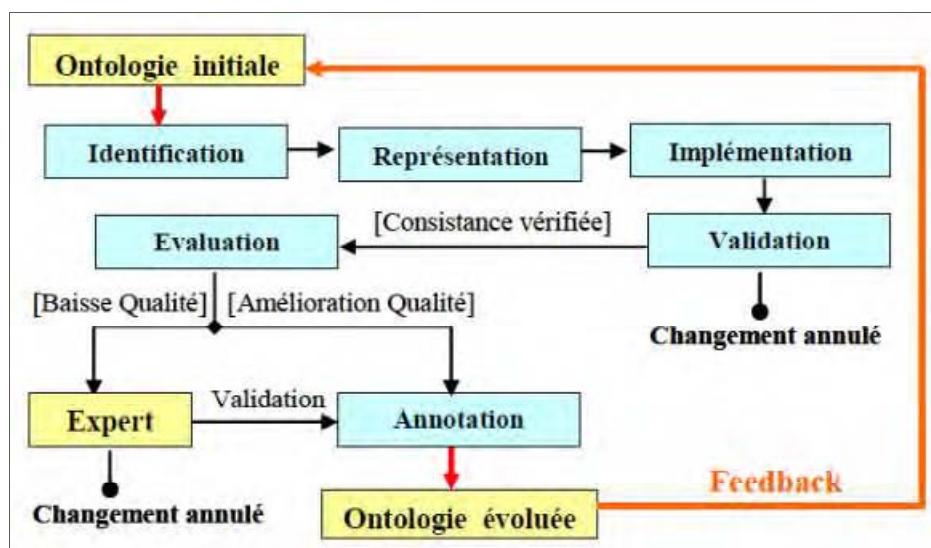 Ontologie initiale
Identification
Représentation
Implémentation
Evaluation
[Consistance vérifiée]
Validation
[Baisse Qualité]
[Amélioration Qualité]
Changement annulé
Expert
Validation
Annotation
Changement annulé
Ontologie évoluée
Feedback